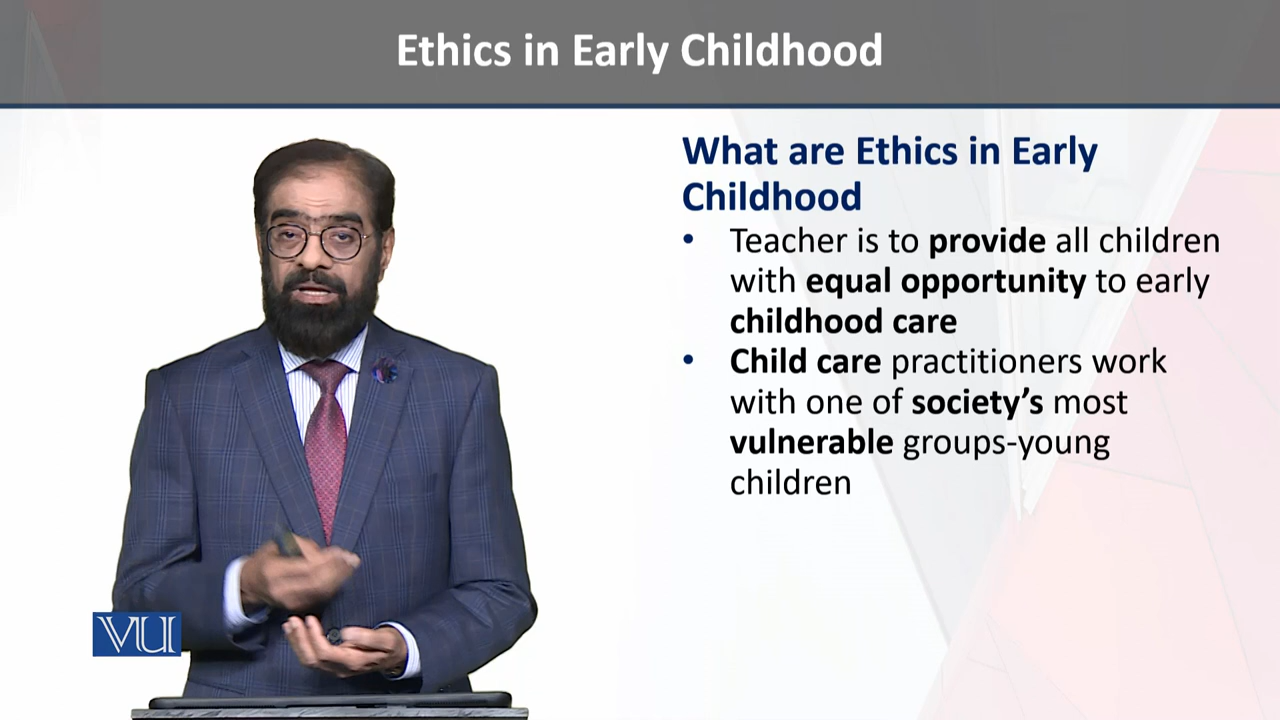 Ethics in Early Childhood
What are Ethics in Early
Childhood
• Teacher is to provide all children
with equal opportunity to early
childhood care
• Child care practitioners work
with one of society’s most
vulnerable groups-young
children
VU